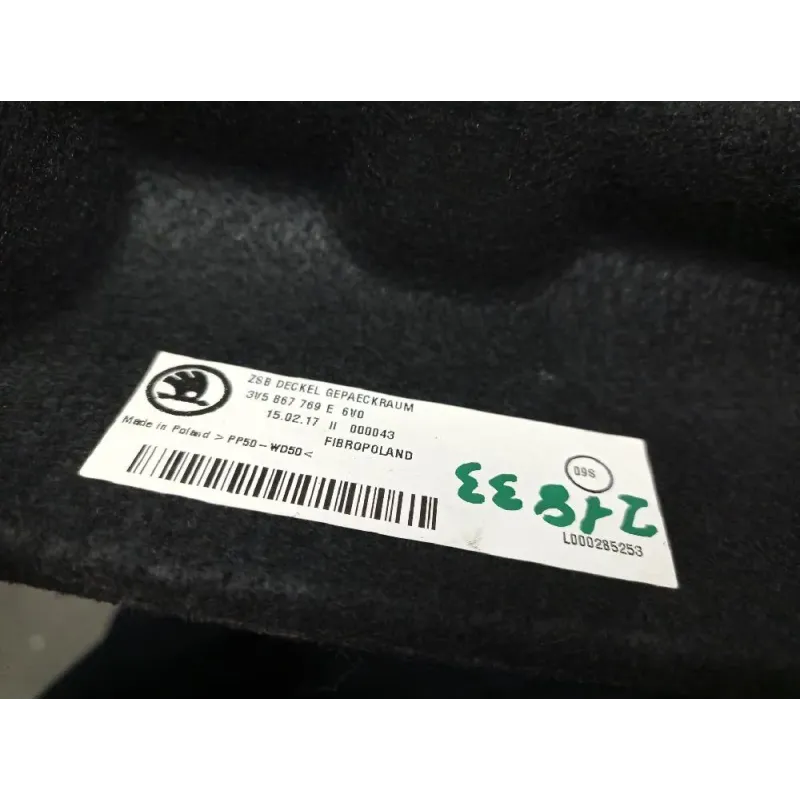 ZSB DECKEL GEPAECKRAUM
3V5 867 769 E 6V0
15.02.17 II 000043
Made in Poland >PP50-WD50< FIBROPOLAND
09S
21833
L000285253